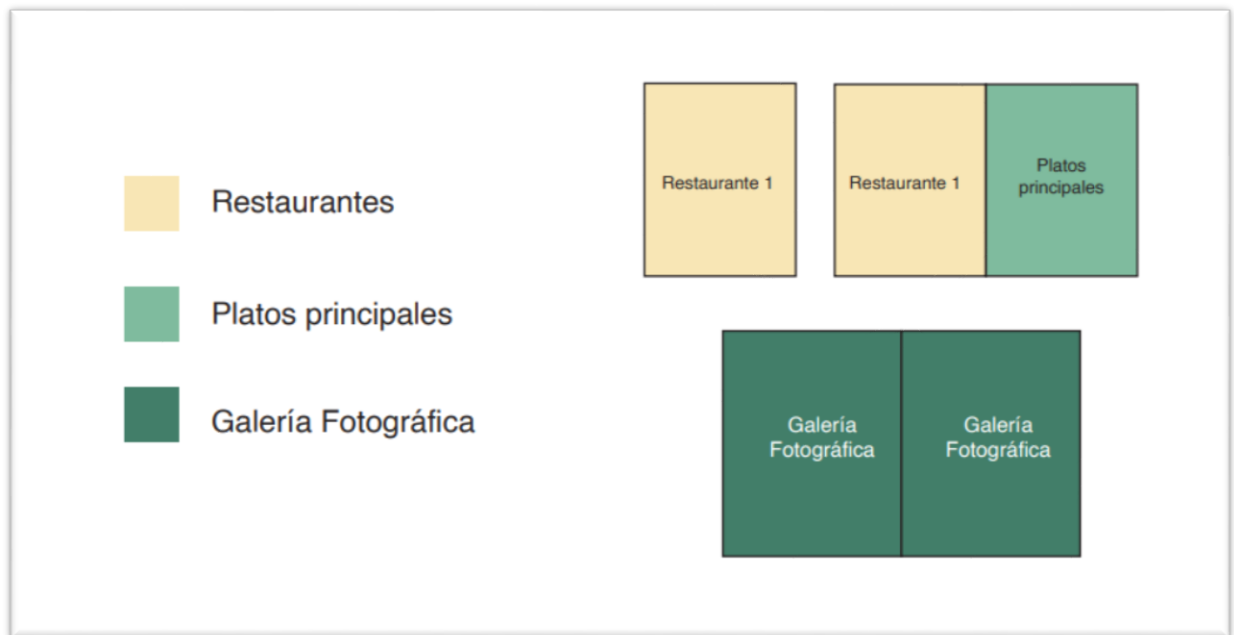 Restaurantes
Platos principales
Galería Fotográfica
Restaurante 1
Restaurante 1
Platos
principales
Galería
Fotográfica
Galería
Fotográfica